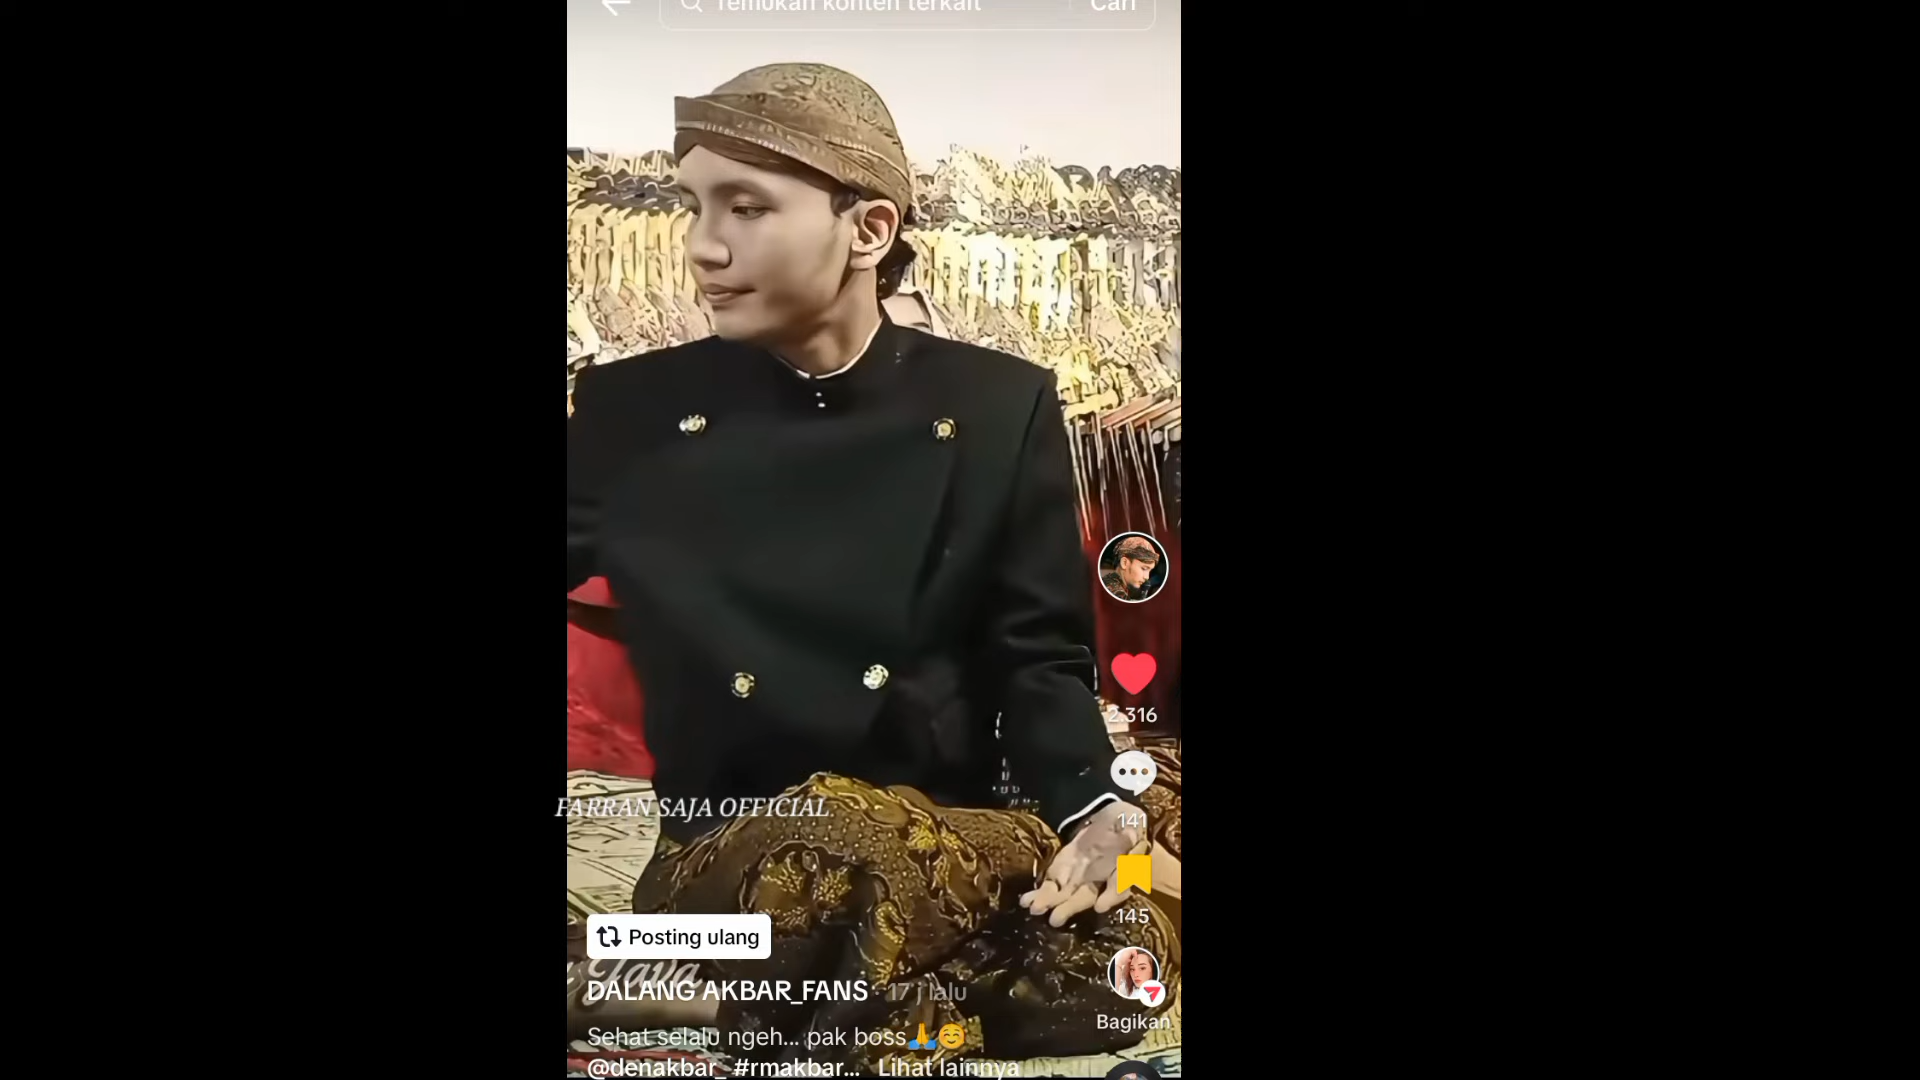 Temukan konten terkait
Cari
2.316
141
FARRAN SAJA OFFICIAL
145
Posting ulang
Java
DALANG AKBAR_FANS · 17 j lalu
Bagikan
Sehat selalu ngeh... pak boss🙏☺️
@denakbar_ #rmakbar... Lihat lainnya